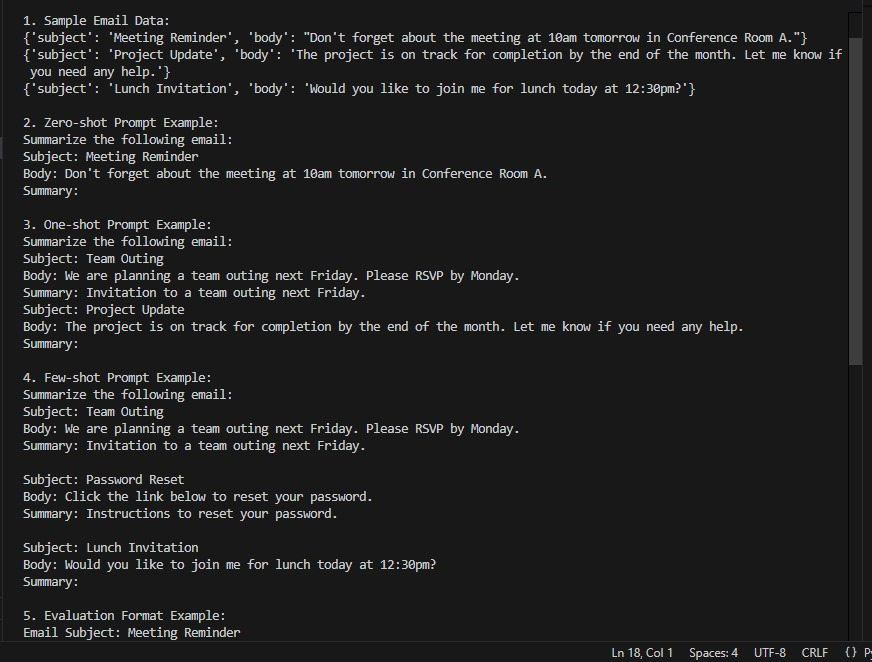 1. Sample Email Data:
{'subject': 'Meeting Reminder', 'body': "Don't forget about the meeting at 10am tomorrow in Conference Room A."}
{'subject': 'Project Update', 'body': 'The project is on track for completion by the end of the month. Let me know if
you need any help.'}
{'subject': 'Lunch Invitation', 'body': 'Would you like to join me for lunch today at 12:30pm?'}

2. Zero-shot Prompt Example:
Summarize the following email:
Subject: Meeting Reminder
Body: Don't forget about the meeting at 10am tomorrow in Conference Room A.
Summary:

3. One-shot Prompt Example:
Summarize the following email:
Subject: Team Outing
Body: We are planning a team outing next Friday. Please RSVP by Monday.
Summary: Invitation to a team outing next Friday.
Subject: Project Update
Body: The project is on track for completion by the end of the month. Let me know if you need any help.
Summary:

4. Few-shot Prompt Example:
Summarize the following email:
Subject: Team Outing
Body: We are planning a team outing next Friday. Please RSVP by Monday.
Summary: Invitation to a team outing next Friday.

Subject: Password Reset
Body: Click the link below to reset your password.
Summary: Instructions to reset your password.

Subject: Lunch Invitation
Body: Would you like to join me for lunch today at 12:30pm?
Summary:

5. Evaluation Format Example:
Email Subject: Meeting Reminder
Ln 18, Col 1 Spaces: 4 UTF-8 CRLF {}